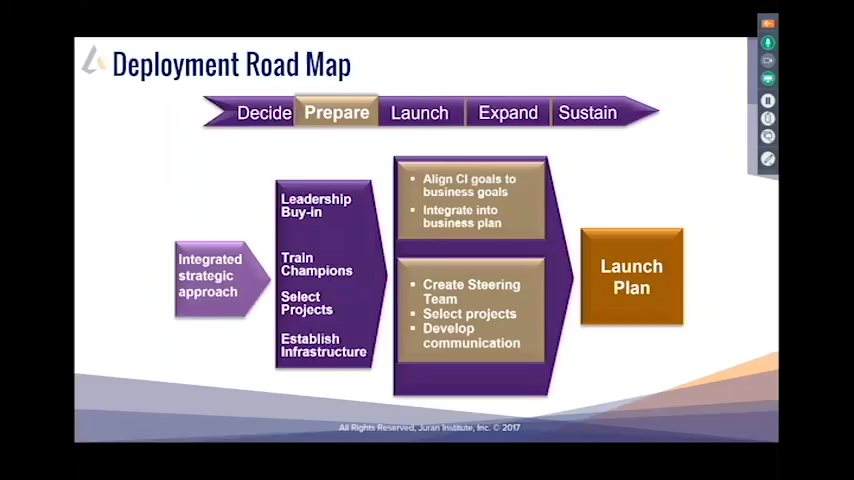 Deployment Road Map
Decide Prepare Launch Expand Sustain
Integrated
strategic
approach
Leadership
Buy-in
Train
Champions
Select
Projects
Establish
Infrastructure
▪ Align CI goals to
business goals
▪ Integrate into
business plan
▪ Create Steering
Team
▪ Select projects
▪ Develop
communication
Launch
Plan
All Rights Reserved, Juran Institute, Inc. © 2017